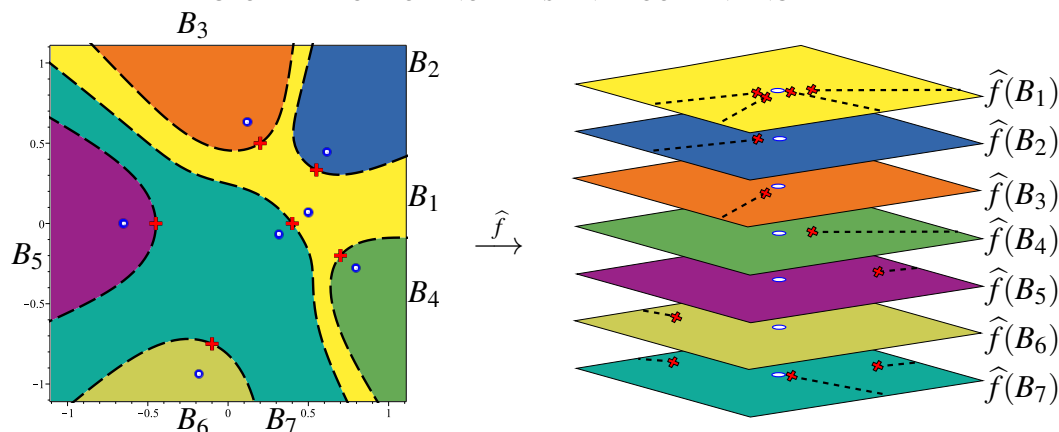 B₃
B₂
B₁
B₅
B₄
B₆
B₇
1
0.5
0
−0.5
−1
−1
−0.5
0
0.5
1
f̂
⟶
f̂(B₁)
f̂(B₂)
f̂(B₃)
f̂(B₄)
f̂(B₅)
f̂(B₆)
f̂(B₇)